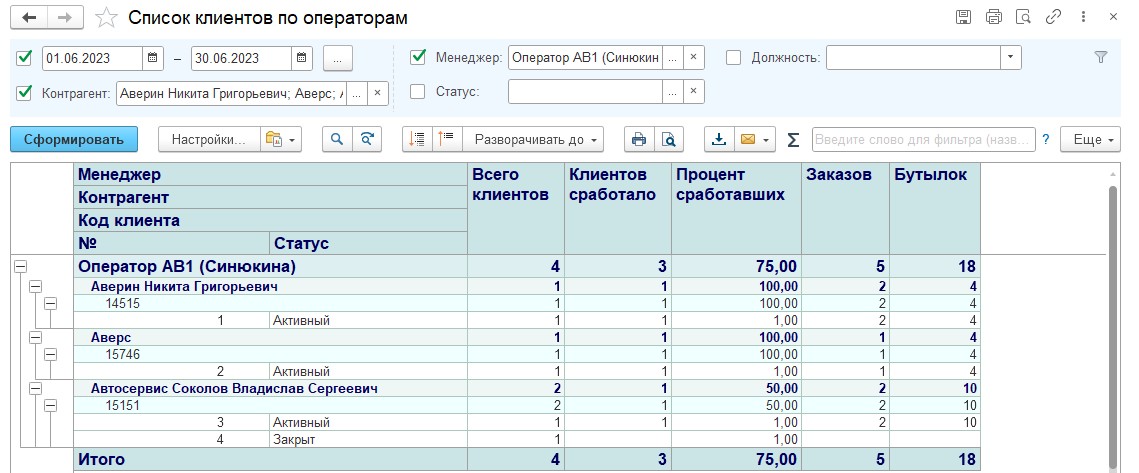 Список клиентов по операторам
01.06.2023 – 30.06.2023 ... Менеджер: Оператор АВ1 (Синюкин ... × Должность:
Контрагент: Аверин Никита Григорьевич; Аверс; ... × Статус: ... ×
Сформировать Настройки... Разворачивать до Σ Введите слово для фильтра (назв... ? Еще
Менеджер Всего клиентов Клиентов сработало Процент сработавших Заказов Бутылок
Контрагент
Код клиента
№ Статус
Оператор АВ1 (Синюкина) 4 3 75,00 5 18
Аверин Никита Григорьевич 1 1 100,00 2 4
14515 1 1 100,00 2 4
1 Активный 1 1 1,00 2 4
Аверс 1 1 100,00 1 4
15746 1 1 100,00 1 4
2 Активный 1 1 1,00 1 4
Автосервис Соколов Владислав Сергеевич 2 1 50,00 2 10
15151 2 1 50,00 2 10
3 Активный 1 1 1,00 2 10
4 Закрыт 1 1,00
Итого 4 3 75,00 5 18